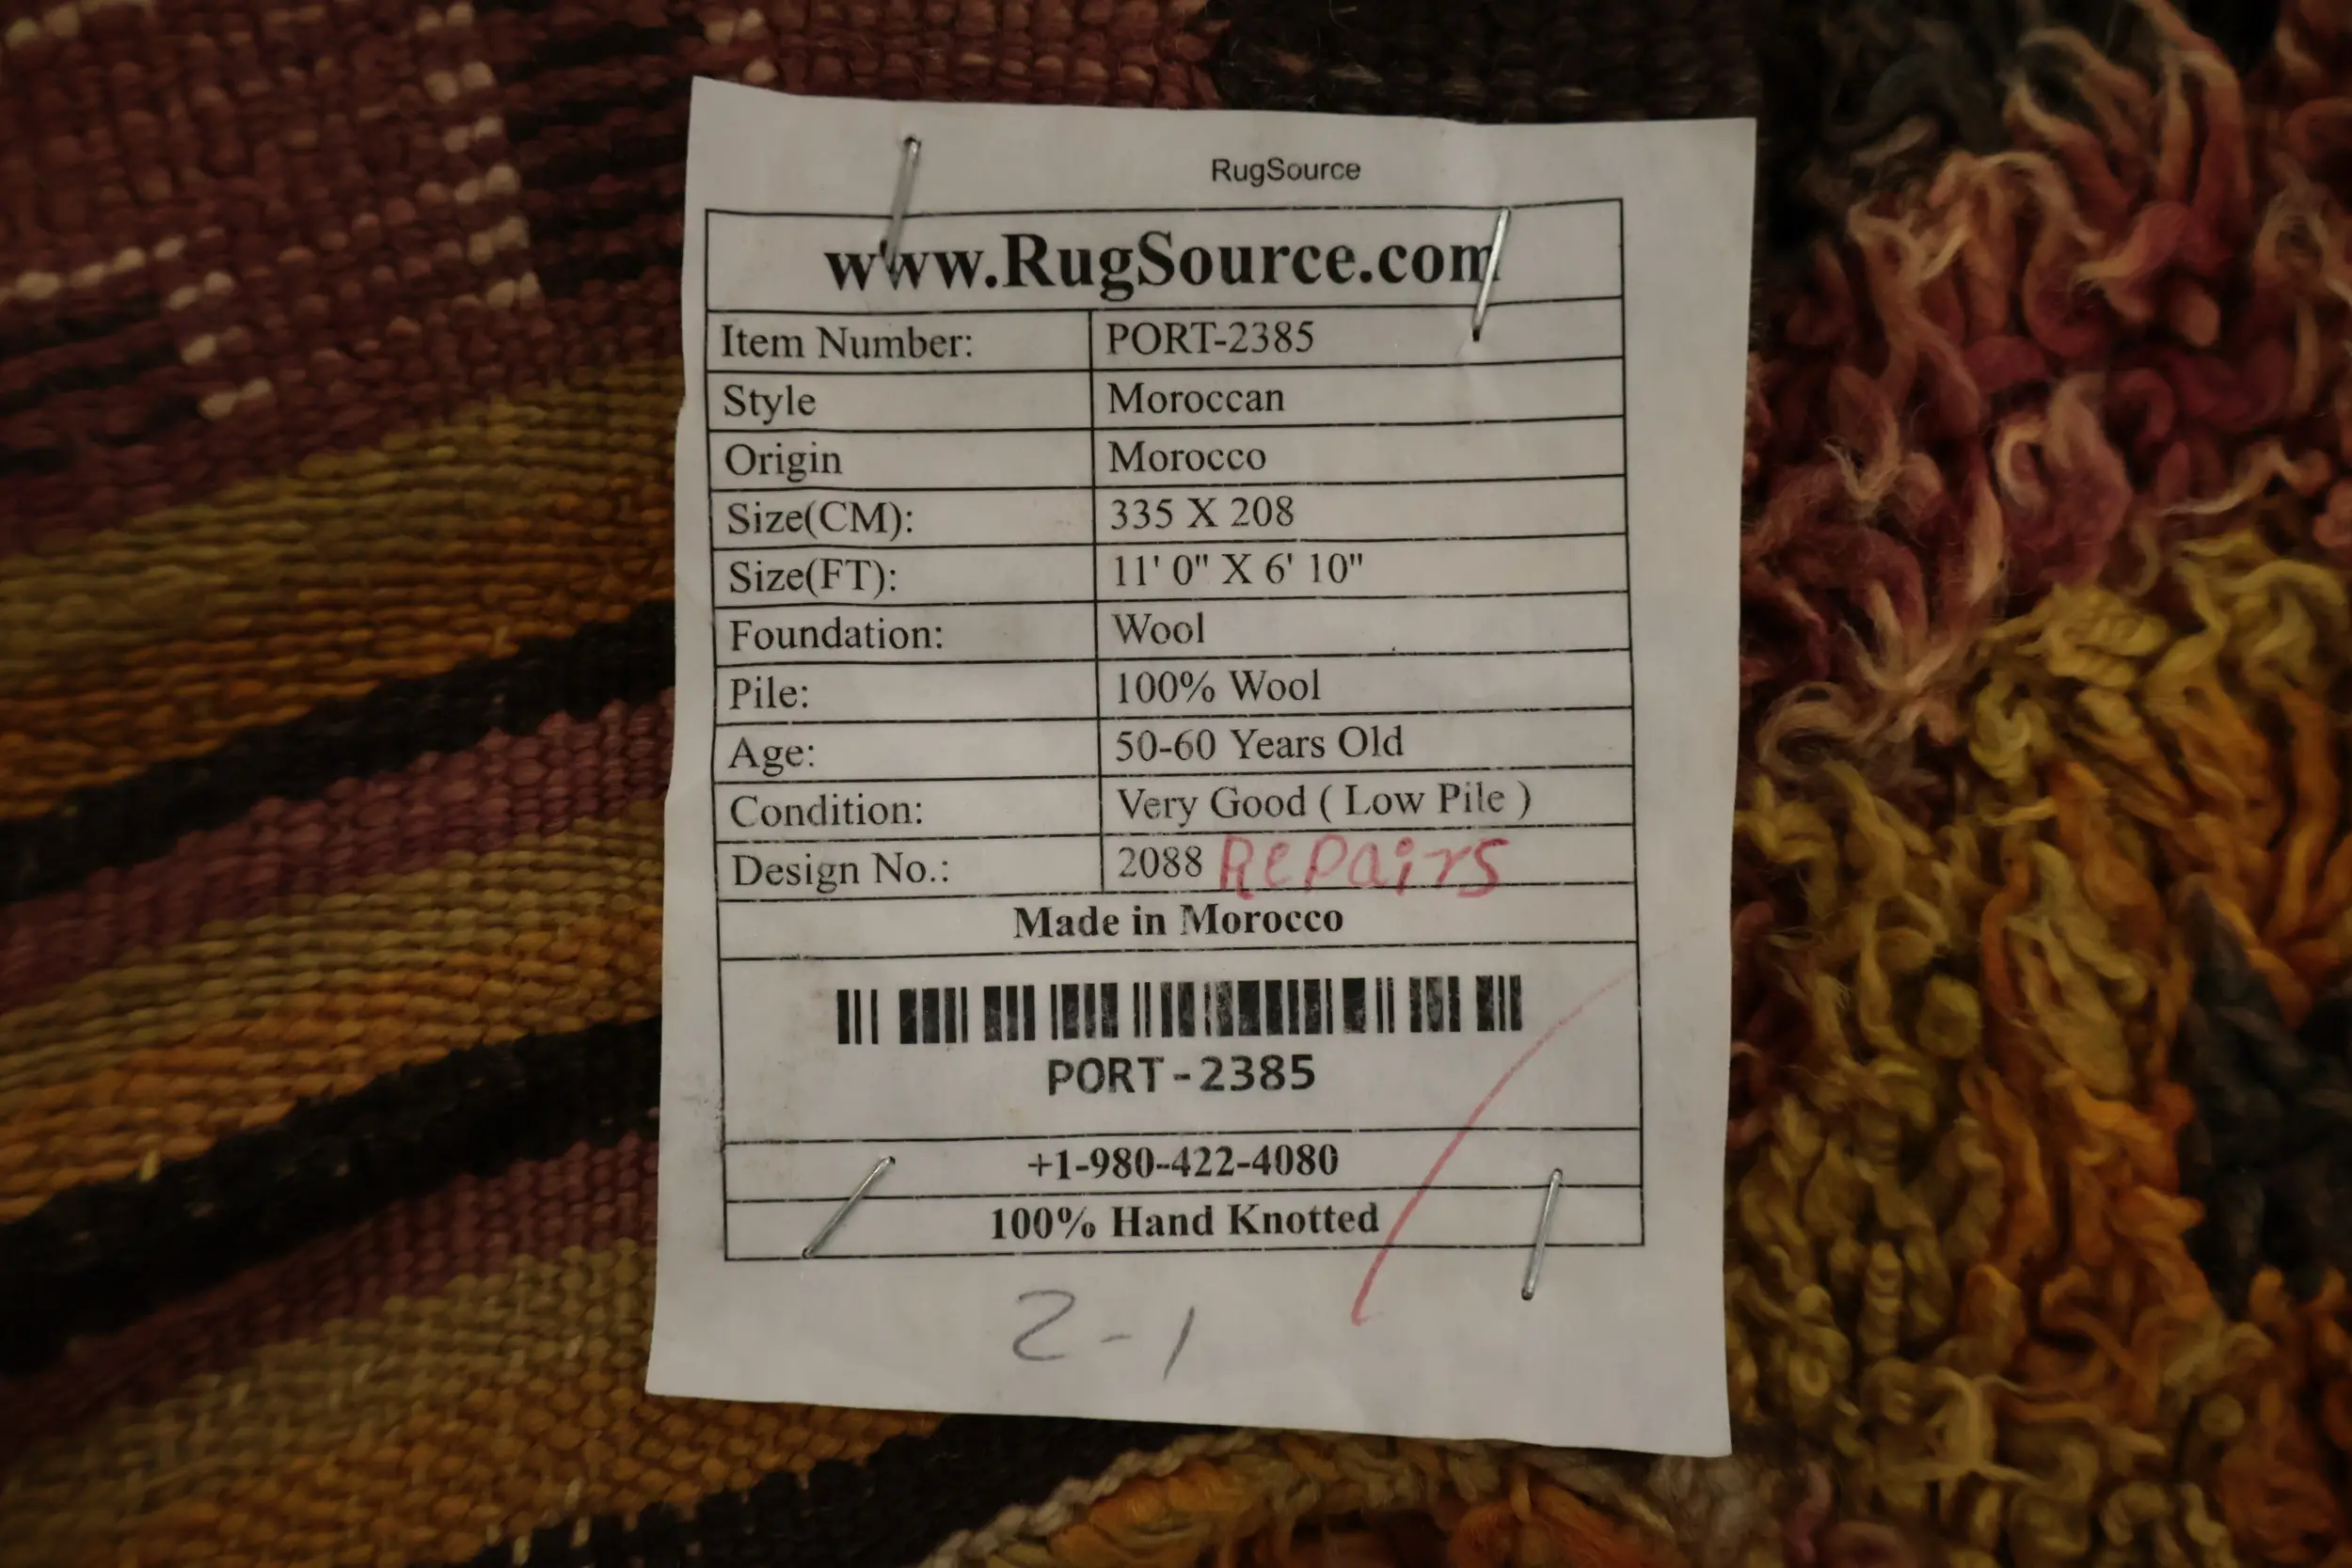 RugSource
www.RugSource.com
Item Number: PORT-2385
Style Moroccan
Origin Morocco
Size(CM): 335 X 208
Size(FT): 11' 0" X 6' 10"
Foundation: Wool
Pile: 100% Wool
Age: 50-60 Years Old
Condition: Very Good ( Low Pile )
Design No.: 2088 Repairs
Made in Morocco
PORT-2385
+1-980-422-4080
100% Hand Knotted
2-1